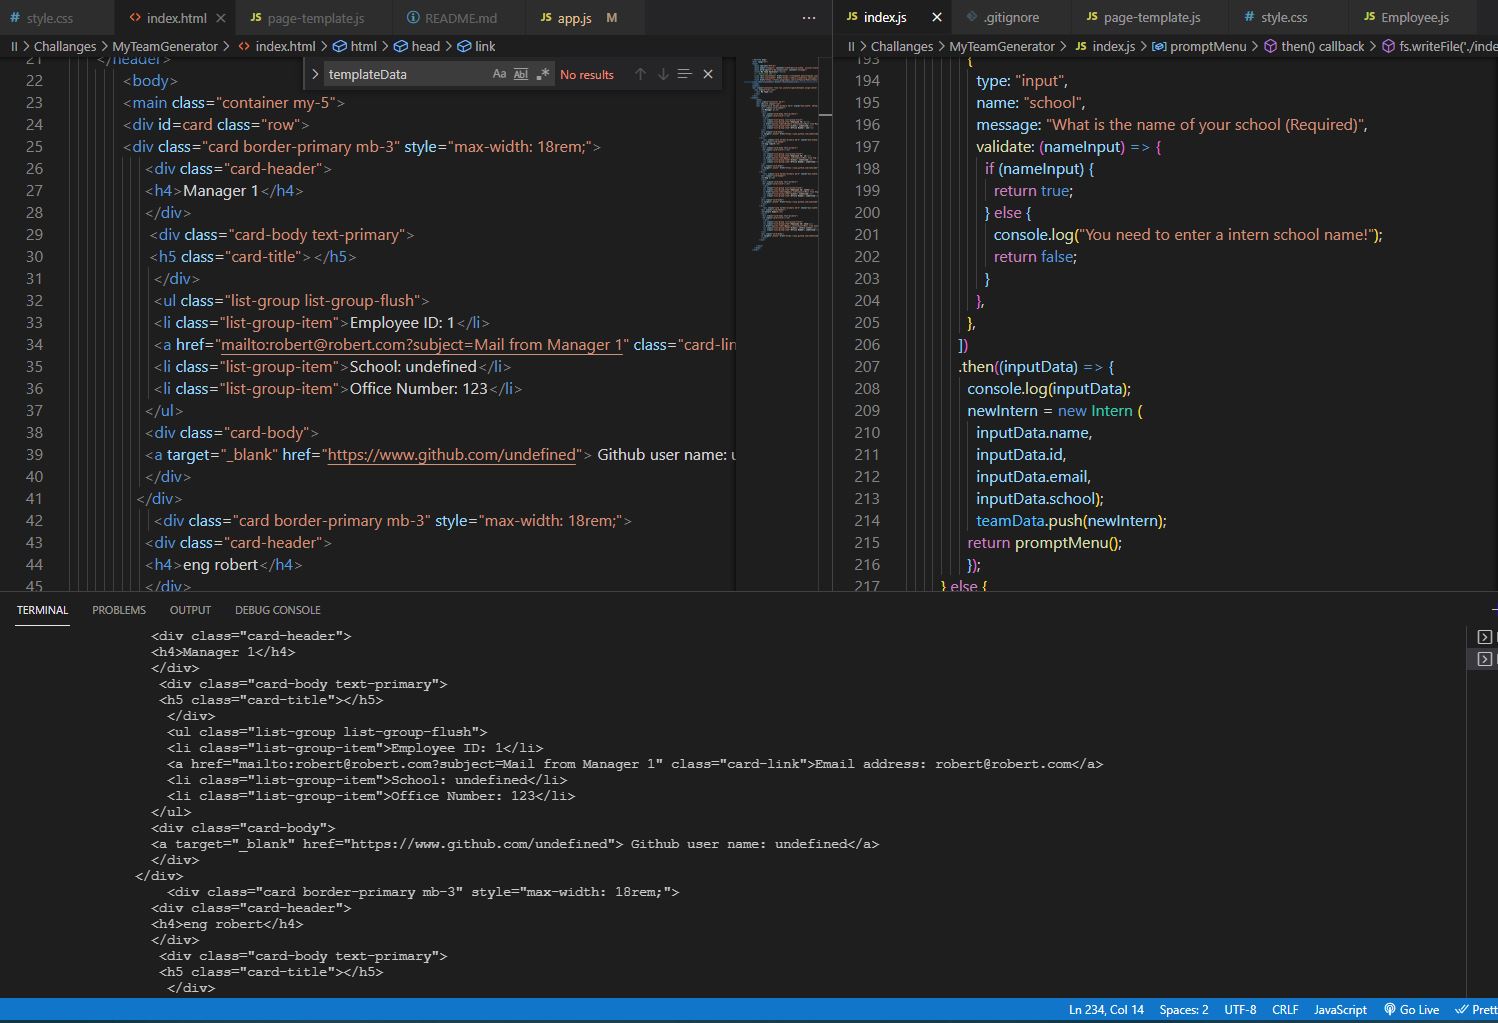 # style.css
<> index.html ×
JS page-template.js
README.md
JS app.js M
...
JS index.js ×
.gitignore
JS page-template.js
# style.css
JS Employee.js
II > Challanges > MyTeamGenerator > <> index.html > html > head > link
II > Challanges > MyTeamGenerator > JS index.js > promptMenu > then() callback > fs.writeFile('./inde
> templateData Aa Abl .* No results
21 </header>
22 <body>
23 <main class="container my-5">
24 <div id=card class="row">
25 <div class="card border-primary mb-3" style="max-width: 18rem;">
26 <div class="card-header">
27 <h4>Manager 1</h4>
28 </div>
29 <div class="card-body text-primary">
30 <h5 class="card-title"></h5>
31 </div>
32 <ul class="list-group list-group-flush">
33 <li class="list-group-item">Employee ID: 1</li>
34 <a href="mailto:robert@robert.com?subject=Mail from Manager 1" class="card-lin
35 <li class="list-group-item">School: undefined</li>
36 <li class="list-group-item">Office Number: 123</li>
37 </ul>
38 <div class="card-body">
39 <a target="_blank" href="https://www.github.com/undefined"> Github user name: u
40 </div>
41 </div>
42 <div class="card border-primary mb-3" style="max-width: 18rem;">
43 <div class="card-header">
44 <h4>eng robert</h4>
45 </div>
193 {
194 type: "input",
195 name: "school",
196 message: "What is the name of your school (Required)",
197 validate: (nameInput) => {
198 if (nameInput) {
199 return true;
200 } else {
201 console.log("You need to enter a intern school name!");
202 return false;
203 }
204 },
205 },
206 ])
207 .then((inputData) => {
208 console.log(inputData);
209 newIntern = new Intern (
210 inputData.name,
211 inputData.id,
212 inputData.email,
213 inputData.school);
214 teamData.push(newIntern);
215 return promptMenu();
216 });
217 } else {
TERMINAL PROBLEMS OUTPUT DEBUG CONSOLE
<div class="card-header">
<h4>Manager 1</h4>
</div>
<div class="card-body text-primary">
<h5 class="card-title"></h5>
</div>
<ul class="list-group list-group-flush">
<li class="list-group-item">Employee ID: 1</li>
<a href="mailto:robert@robert.com?subject=Mail from Manager 1" class="card-link">Email address: robert@robert.com</a>
<li class="list-group-item">School: undefined</li>
<li class="list-group-item">Office Number: 123</li>
</ul>
<div class="card-body">
<a target="_blank" href="https://www.github.com/undefined"> Github user name: undefined</a>
</div>
</div>
<div class="card border-primary mb-3" style="max-width: 18rem;">
<div class="card-header">
<h4>eng robert</h4>
</div>
<div class="card-body text-primary">
<h5 class="card-title"></h5>
</div>
Ln 234, Col 14 Spaces: 2 UTF-8 CRLF JavaScript Go Live Prett